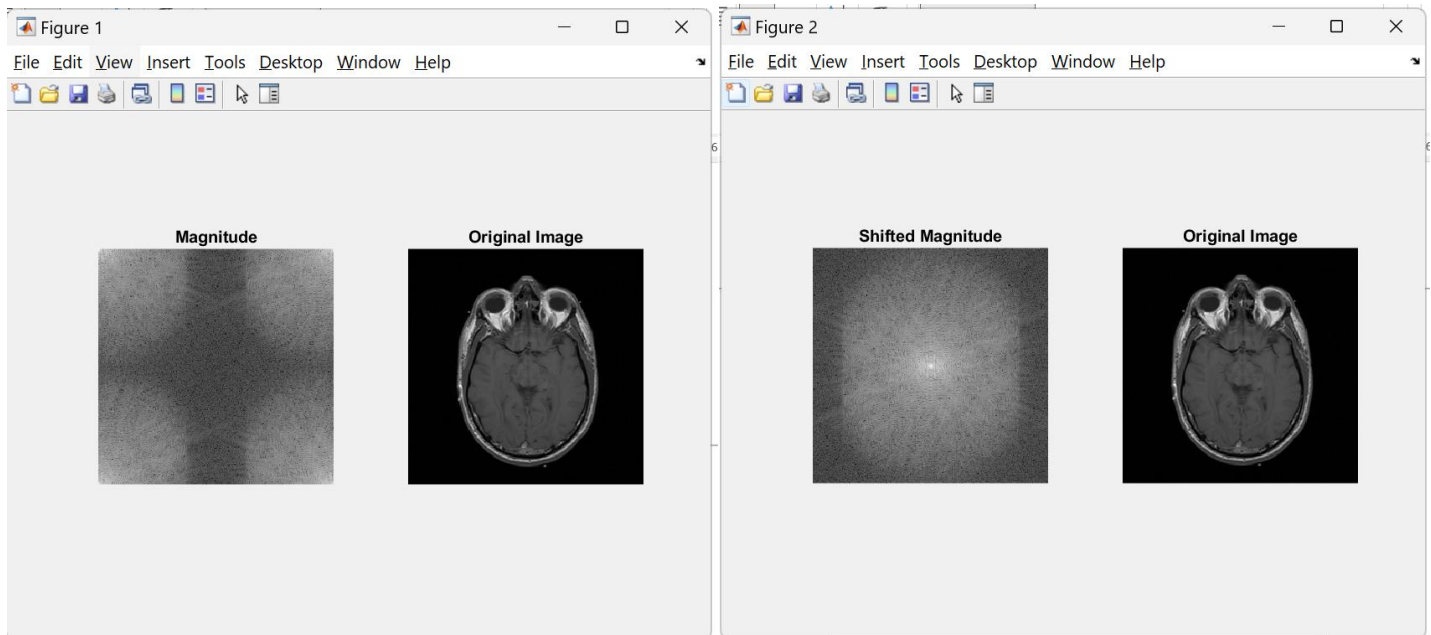 Figure 1
File Edit View Insert Tools Desktop Window Help
Magnitude
Original Image
6
Figure 2
File Edit View Insert Tools Desktop Window Help
Shifted Magnitude
Original Image